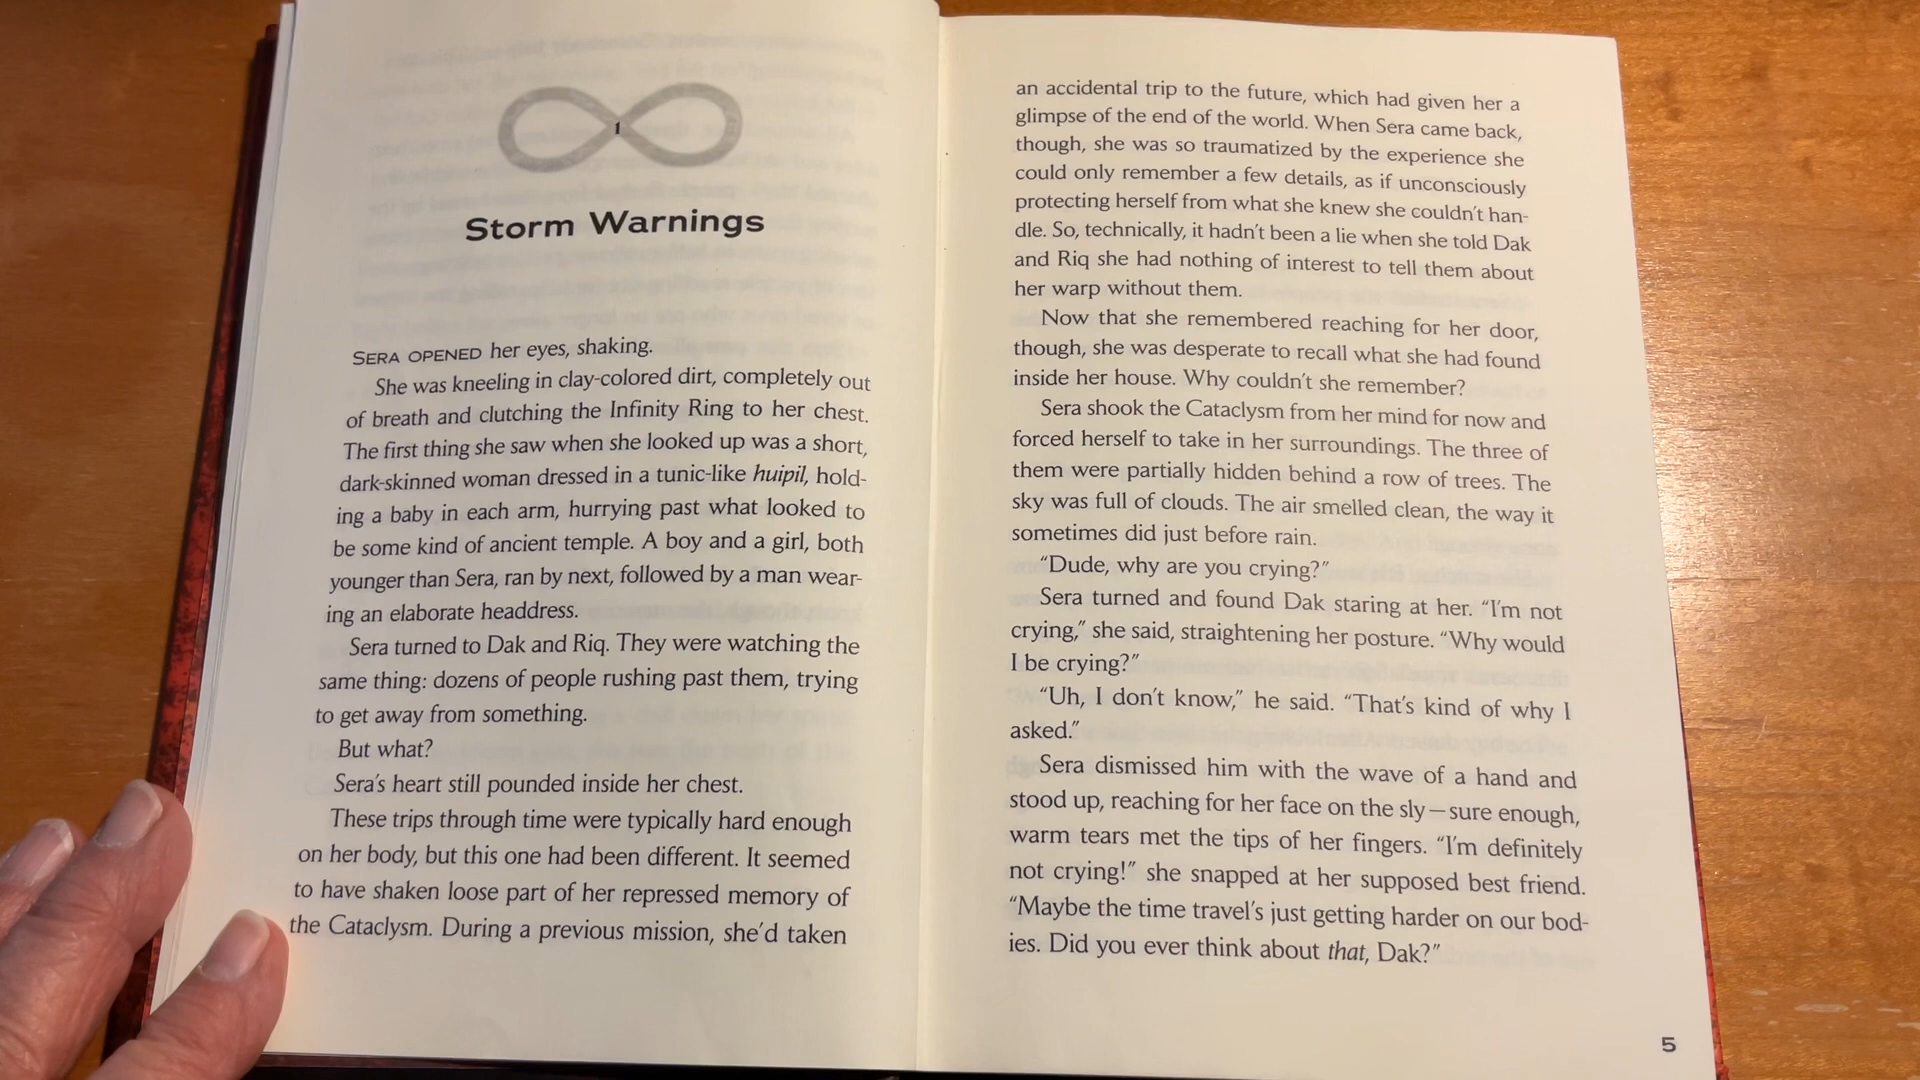 1
Storm Warnings
SERA OPENED her eyes, shaking.
She was kneeling in clay-colored dirt, completely out
of breath and clutching the Infinity Ring to her chest.
The first thing she saw when she looked up was a short,
dark-skinned woman dressed in a tunic-like huipil, hold-
ing a baby in each arm, hurrying past what looked to
be some kind of ancient temple. A boy and a girl, both
younger than Sera, ran by next, followed by a man wear-
ing an elaborate headdress.
Sera turned to Dak and Riq. They were watching the
same thing: dozens of people rushing past them, trying
to get away from something.
But what?
Sera’s heart still pounded inside her chest.
These trips through time were typically hard enough
on her body, but this one had been different. It seemed
to have shaken loose part of her repressed memory of
the Cataclysm. During a previous mission, she’d taken
an accidental trip to the future, which had given her a
glimpse of the end of the world. When Sera came back,
though, she was so traumatized by the experience she
could only remember a few details, as if unconsciously
protecting herself from what she knew she couldn’t han-
dle. So, technically, it hadn’t been a lie when she told Dak
and Riq she had nothing of interest to tell them about
her warp without them.
Now that she remembered reaching for her door,
though, she was desperate to recall what she had found
inside her house. Why couldn’t she remember?
Sera shook the Cataclysm from her mind for now and
forced herself to take in her surroundings. The three of
them were partially hidden behind a row of trees. The
sky was full of clouds. The air smelled clean, the way it
sometimes did just before rain.
“Dude, why are you crying?”
Sera turned and found Dak staring at her. “I’m not
crying,” she said, straightening her posture. “Why would
I be crying?”
“Uh, I don’t know,” he said. “That’s kind of why I
asked.”
Sera dismissed him with the wave of a hand and
stood up, reaching for her face on the sly — sure enough,
warm tears met the tips of her fingers. “I’m definitely
not crying!” she snapped at her supposed best friend.
“Maybe the time travel’s just getting harder on our bod-
ies. Did you ever think about that, Dak?”
5